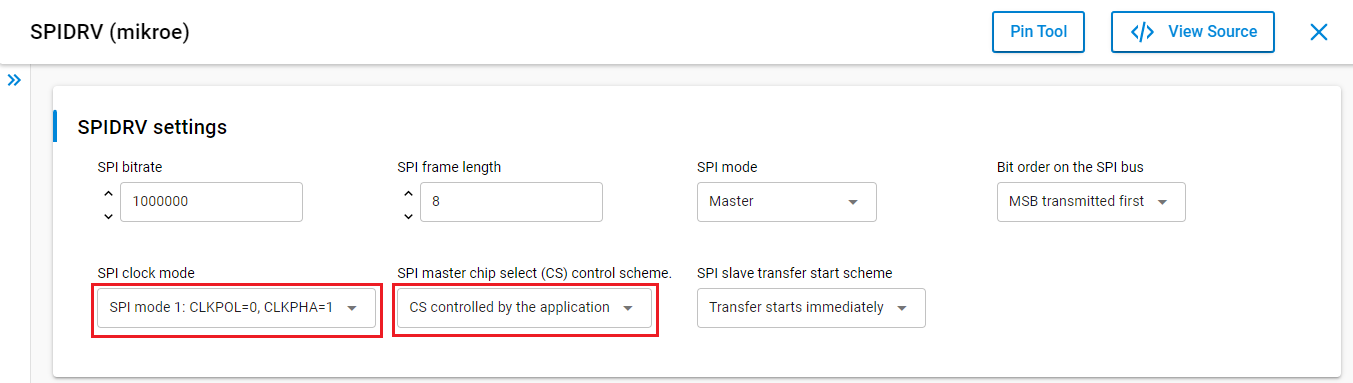 SPIDRV (mikroe)
Pin Tool
View Source
SPIDRV settings
SPI bitrate
SPI frame length
SPI mode
Bit order on the SPI bus
1000000
8
Master
MSB transmitted first
SPI clock mode
SPI master chip select (CS) control scheme.
SPI slave transfer start scheme
SPI mode 1: CLKPOL=0, CLKPHA=1
CS controlled by the application
Transfer starts immediately